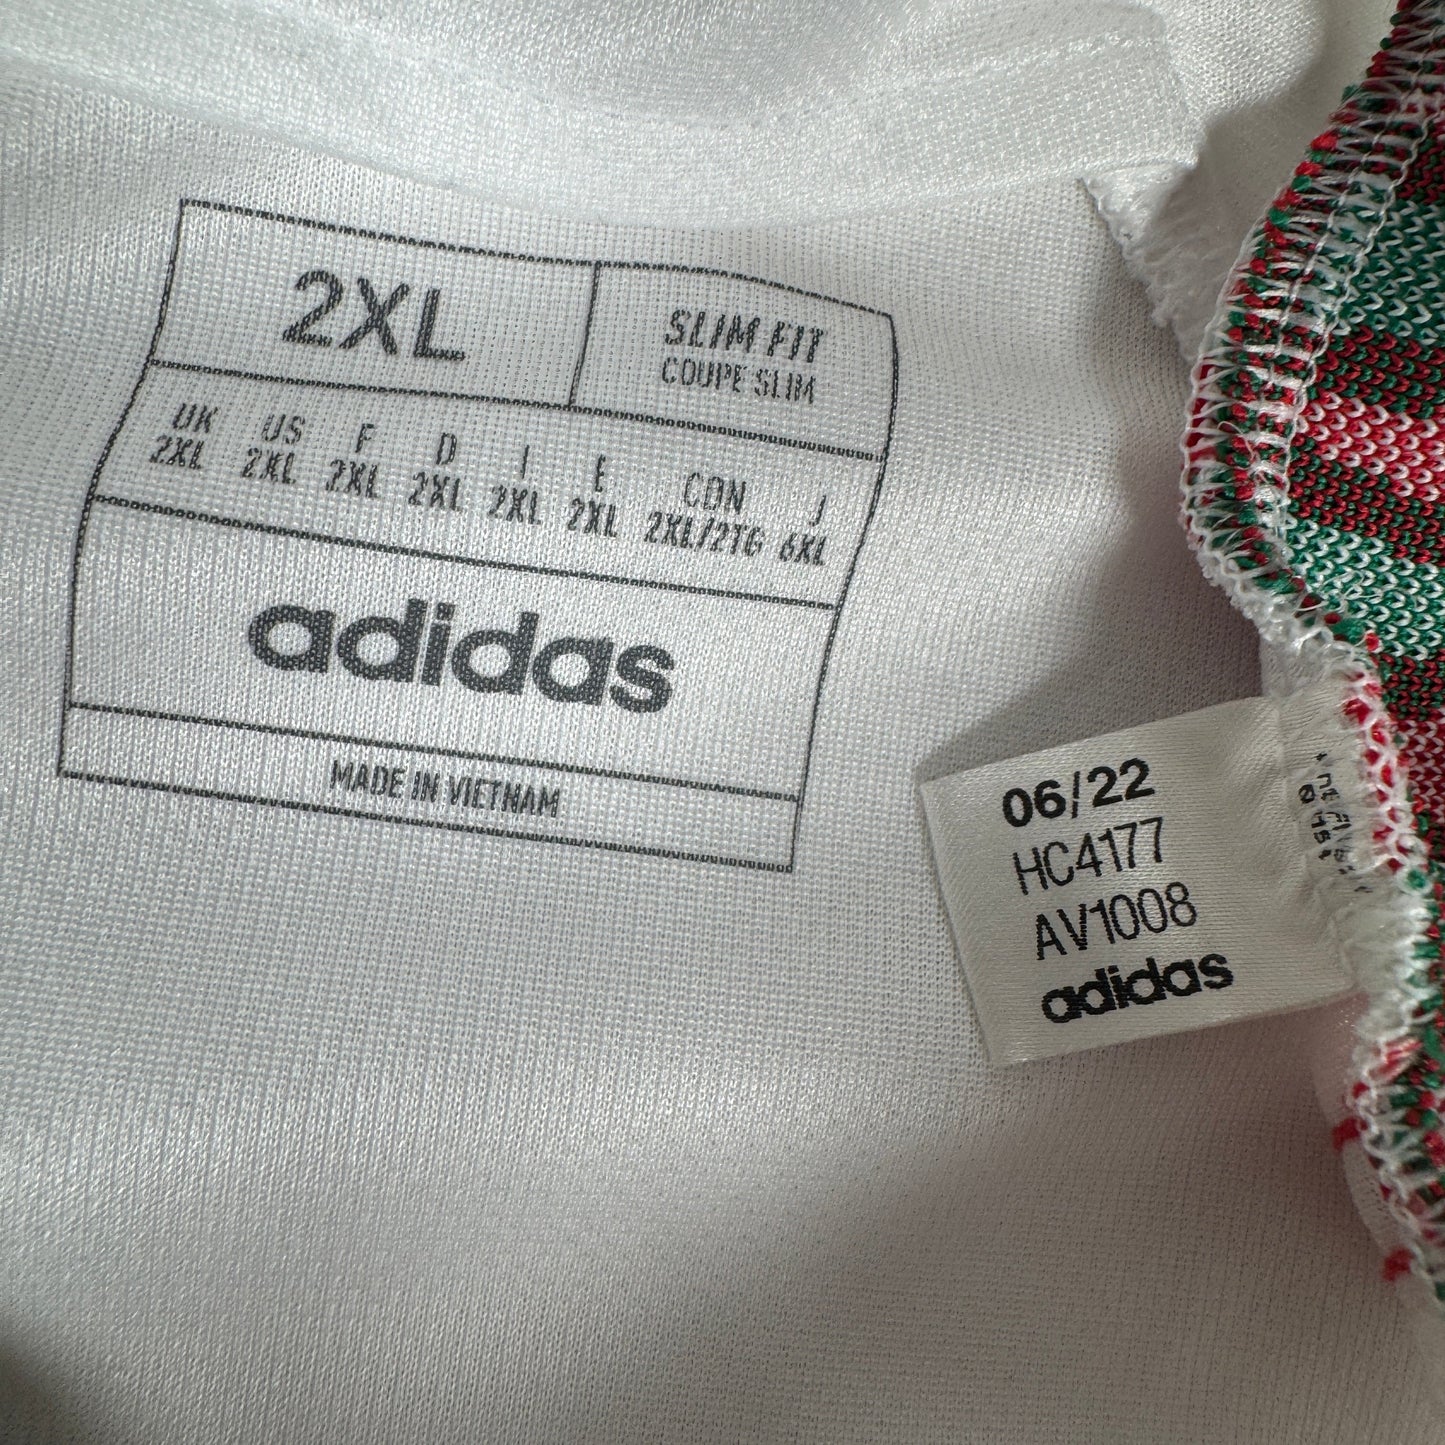 2XL
SLIM FIT
COUPE SLIM
UK US F D I E CDN J
2XL 2XL 2XL 2XL 2XL 2XL 2XL/2TG 6XL
adidas
MADE IN VIETNAM
06/22
HC4177
AV1008
adidas